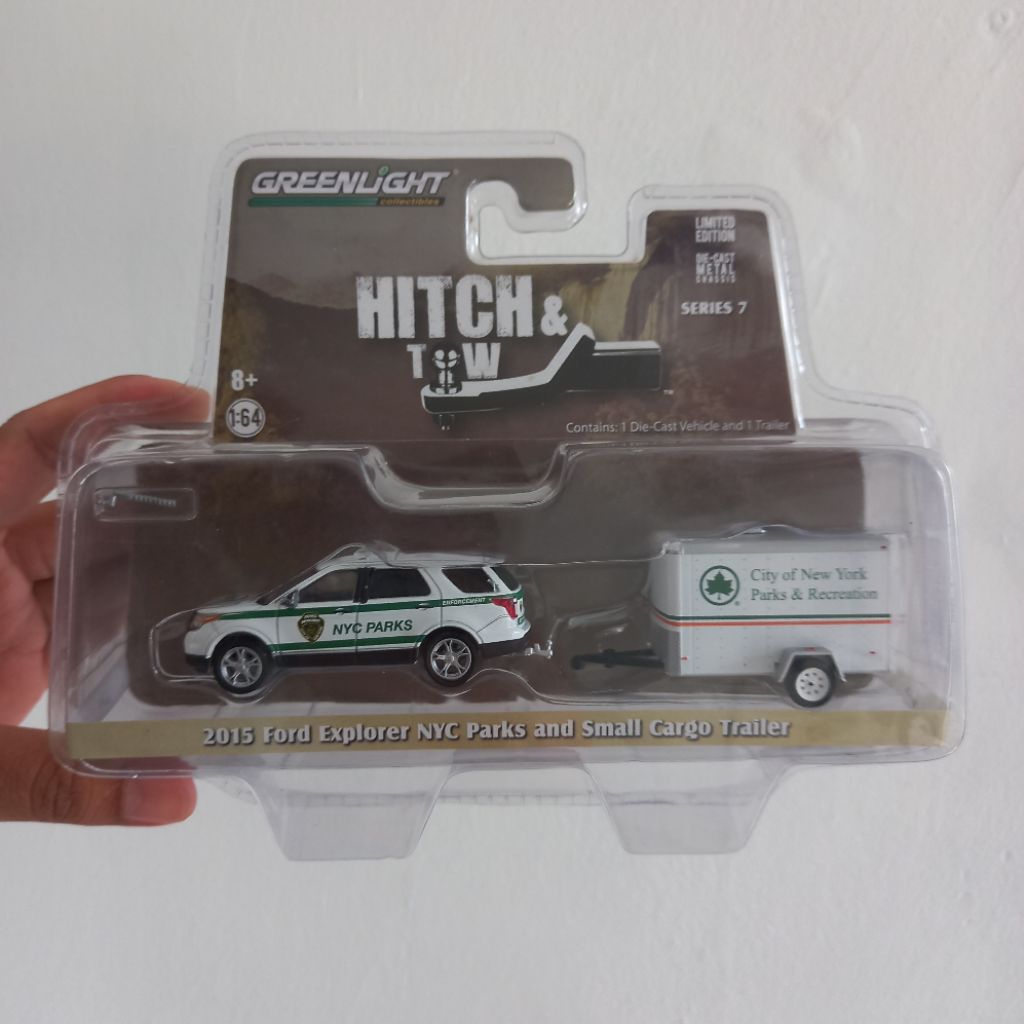 GREENLIGHT
collectibles
LIMITED
EDITION
DIE-CAST
METAL
CHASSIS
SERIES 7
HITCH &
TOW
TM
8+
1:64
Contains: 1 Die-Cast Vehicle and 1 Trailer
City of New York
Parks & Recreation
ENFORCEMENT
NYC PARKS
2015 Ford Explorer NYC Parks and Small Cargo Trailer